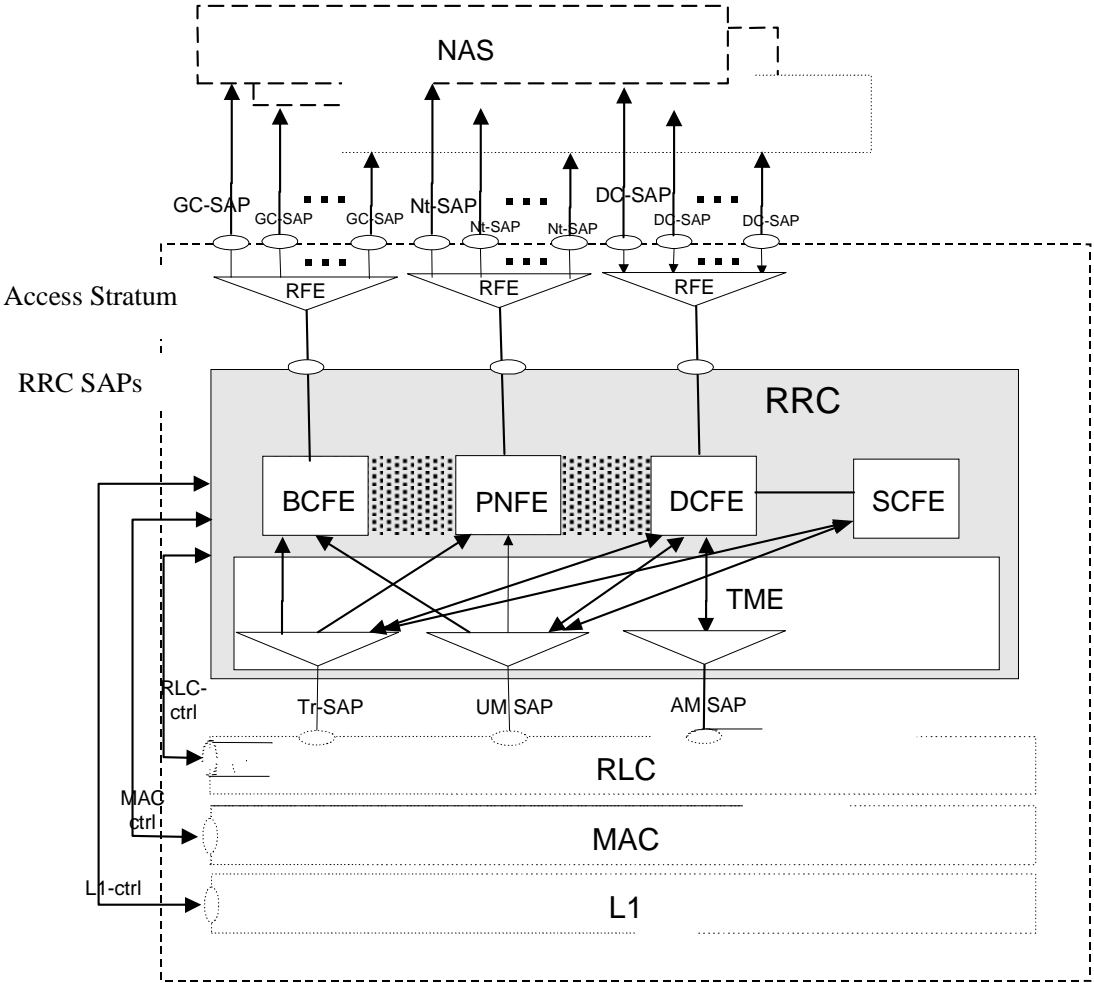 NAS
GC-SAP
GC-SAP
GC-SAP
Nt-SAP
Nt-SAP
Nt-SAP
DC-SAP
DC-SAP
DC-SAP
RFE
RFE
RFE
Access Stratum
RRC SAPs
RRC
BCFE
PNFE
DCFE
SCFE
TME
RLC-
ctrl
Tr-SAP
UM SAP
AM SAP
RLC
MAC
ctrl
MAC
L1-ctrl
L1